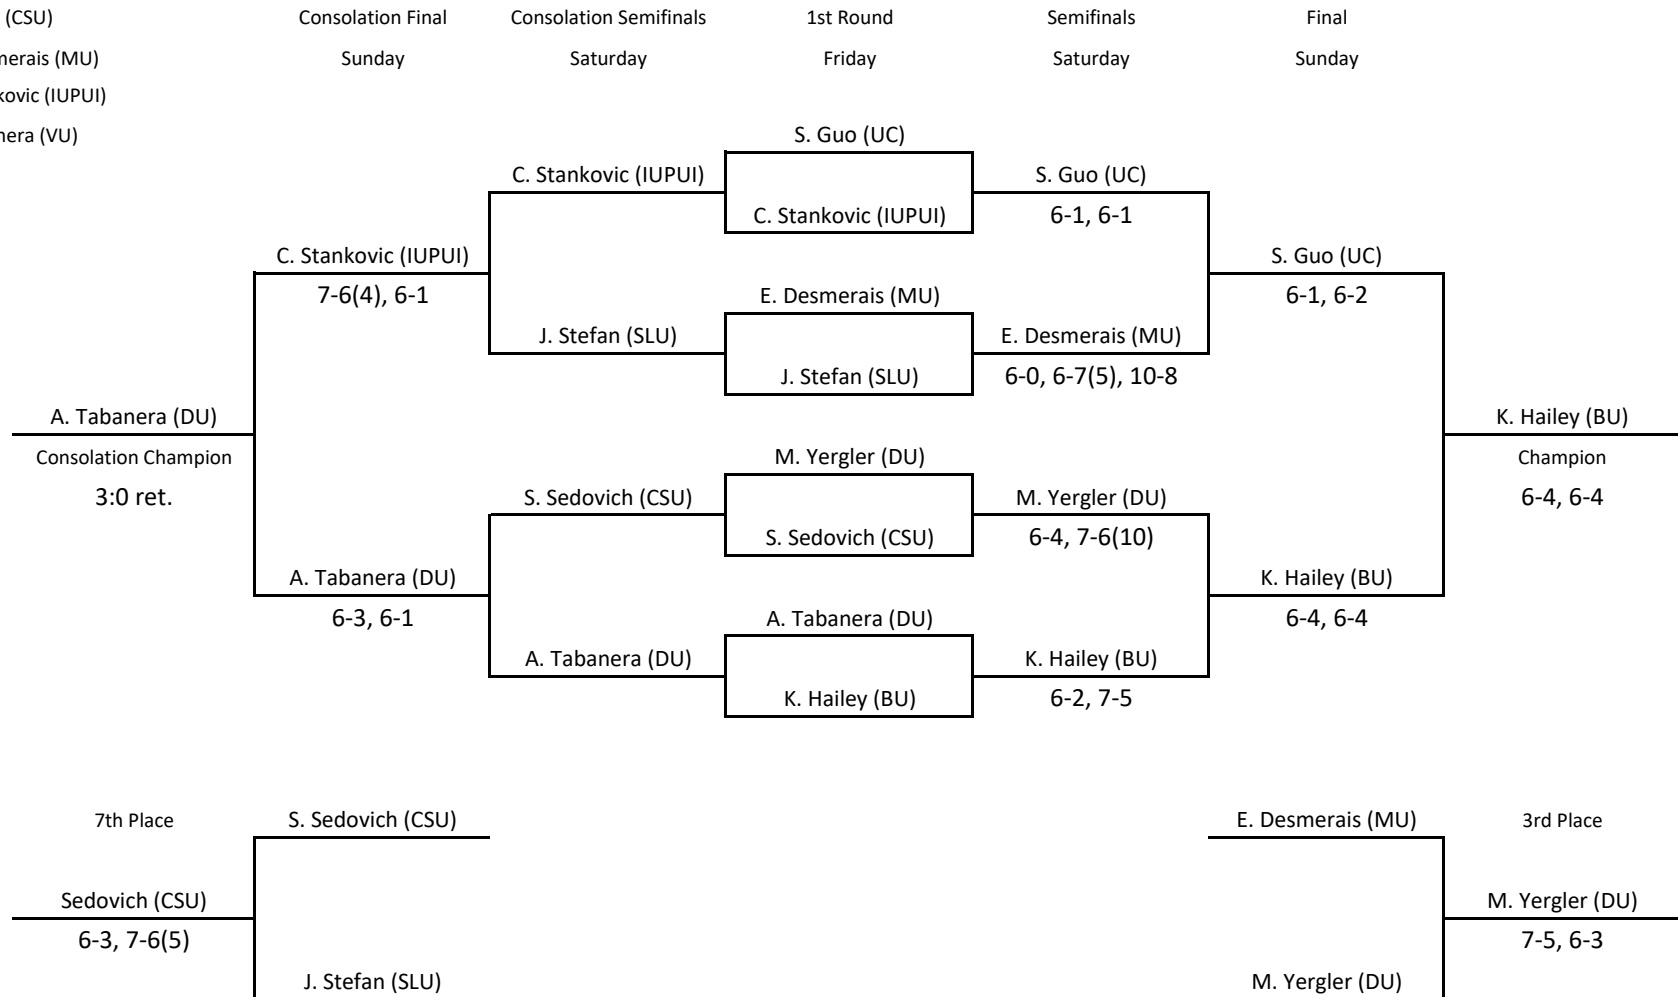 (CSU) Consolation Final Consolation Semifinals 1st Round Semifinals Final
merais (MU) Sunday Saturday Friday Saturday Sunday
kovic (IUPUI)
nera (VU)
S. Guo (UC)
C. Stankovic (IUPUI) S. Guo (UC)
C. Stankovic (IUPUI) 6-1, 6-1
C. Stankovic (IUPUI) S. Guo (UC)
7-6(4), 6-1 E. Desmerais (MU) 6-1, 6-2
J. Stefan (SLU) E. Desmerais (MU)
J. Stefan (SLU) 6-0, 6-7(5), 10-8
A. Tabanera (DU) K. Hailey (BU)
Consolation Champion M. Yergler (DU) Champion
3:0 ret. S. Sedovich (CSU) M. Yergler (DU) 6-4, 6-4
S. Sedovich (CSU) 6-4, 7-6(10)
A. Tabanera (DU) K. Hailey (BU)
6-3, 6-1 A. Tabanera (DU) 6-4, 6-4
A. Tabanera (DU) K. Hailey (BU)
K. Hailey (BU) 6-2, 7-5
7th Place S. Sedovich (CSU) E. Desmerais (MU) 3rd Place
Sedovich (CSU) M. Yergler (DU)
6-3, 7-6(5) 7-5, 6-3
J. Stefan (SLU) M. Yergler (DU)